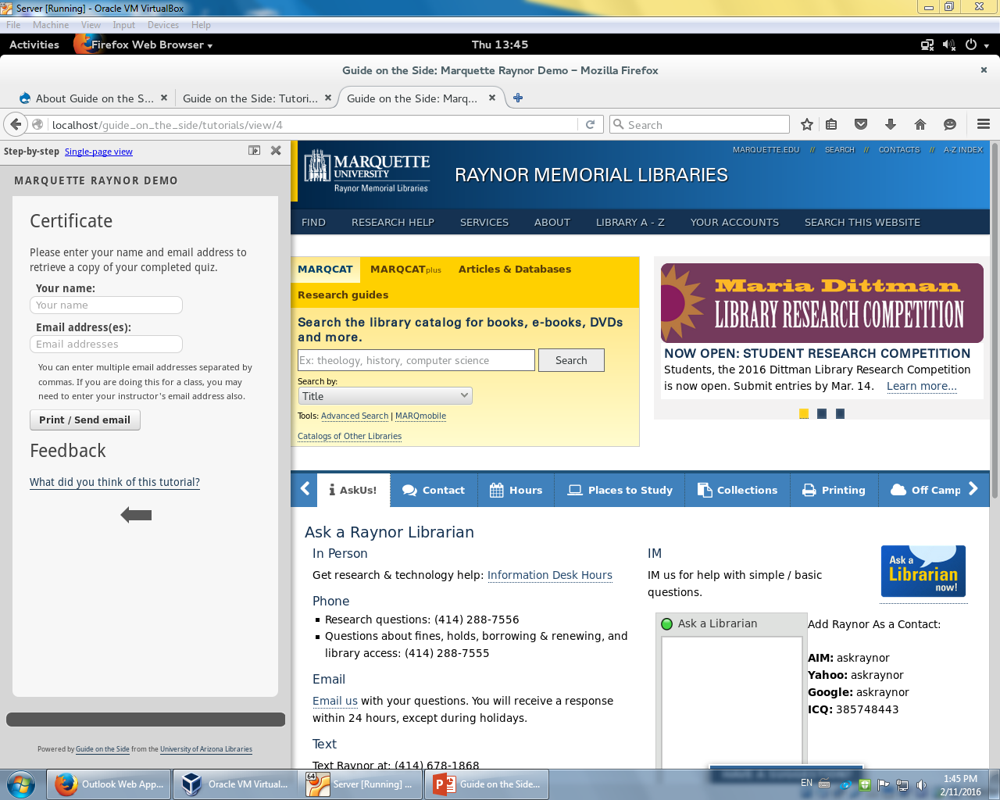 Server [Running] - Oracle VM VirtualBox
File Machine View Input Devices Help
Activities Firefox Web Browser Thu 13:45
Guide on the Side: Marquette Raynor Demo – Mozilla Firefox
About Guide on the S... Guide on the Side: Tutori... Guide on the Side: Marq...
localhost/guide_on_the_side/tutorials/view/4 Search
Step-by-step Single-page view
MARQUETTE RAYNOR DEMO
Certificate
Please enter your name and email address to
retrieve a copy of your completed quiz.
Your name:
Your name
Email address(es):
Email addresses
You can enter multiple email addresses separated by
commas. If you are doing this for a class, you may
need to enter your instructor's email address also.
Print / Send email
Feedback
What did you think of this tutorial?
Powered by Guide on the Side from the University of Arizona Libraries
MARQUETTE.EDU // SEARCH // CONTACTS // A-Z INDEX
MARQUETTE
UNIVERSITY
Raynor Memorial Libraries
RAYNOR MEMORIAL LIBRARIES
FIND RESEARCH HELP SERVICES ABOUT LIBRARY A - Z YOUR ACCOUNTS SEARCH THIS WEBSITE
MARQCAT MARQCATplus Articles & Databases
Research guides
Search the library catalog for books, e-books, DVDs
and more.
Ex: theology, history, computer science Search
Search by:
Title
Tools: Advanced Search | MARQmobile
Catalogs of Other Libraries
Maria Dittman
LIBRARY RESEARCH COMPETITION
NOW OPEN: STUDENT RESEARCH COMPETITION
Students, the 2016 Dittman Library Research Competition
is now open. Submit entries by Mar. 14. Learn more...
AskUs! Contact Hours Places to Study Collections Printing Off Camp
Ask a Raynor Librarian
In Person
Get research & technology help: Information Desk Hours
Phone
Research questions: (414) 288-7556
Questions about fines, holds, borrowing & renewing, and
library access: (414) 288-7555
Email
Email us with your questions. You will receive a response
within 24 hours, except during holidays.
Text
Text Raynor at: (414) 678-1868
IM
IM us for help with simple / basic
questions.
Ask a
Librarian
now!
Ask a Librarian
Add Raynor As a Contact:
AIM: askraynor
Yahoo: askraynor
Google: askraynor
ICQ: 385748443
Outlook Web App... Oracle VM Virtual... 64 Server [Running] ... Guide on the Side... EN 1:45 PM
2/11/2016